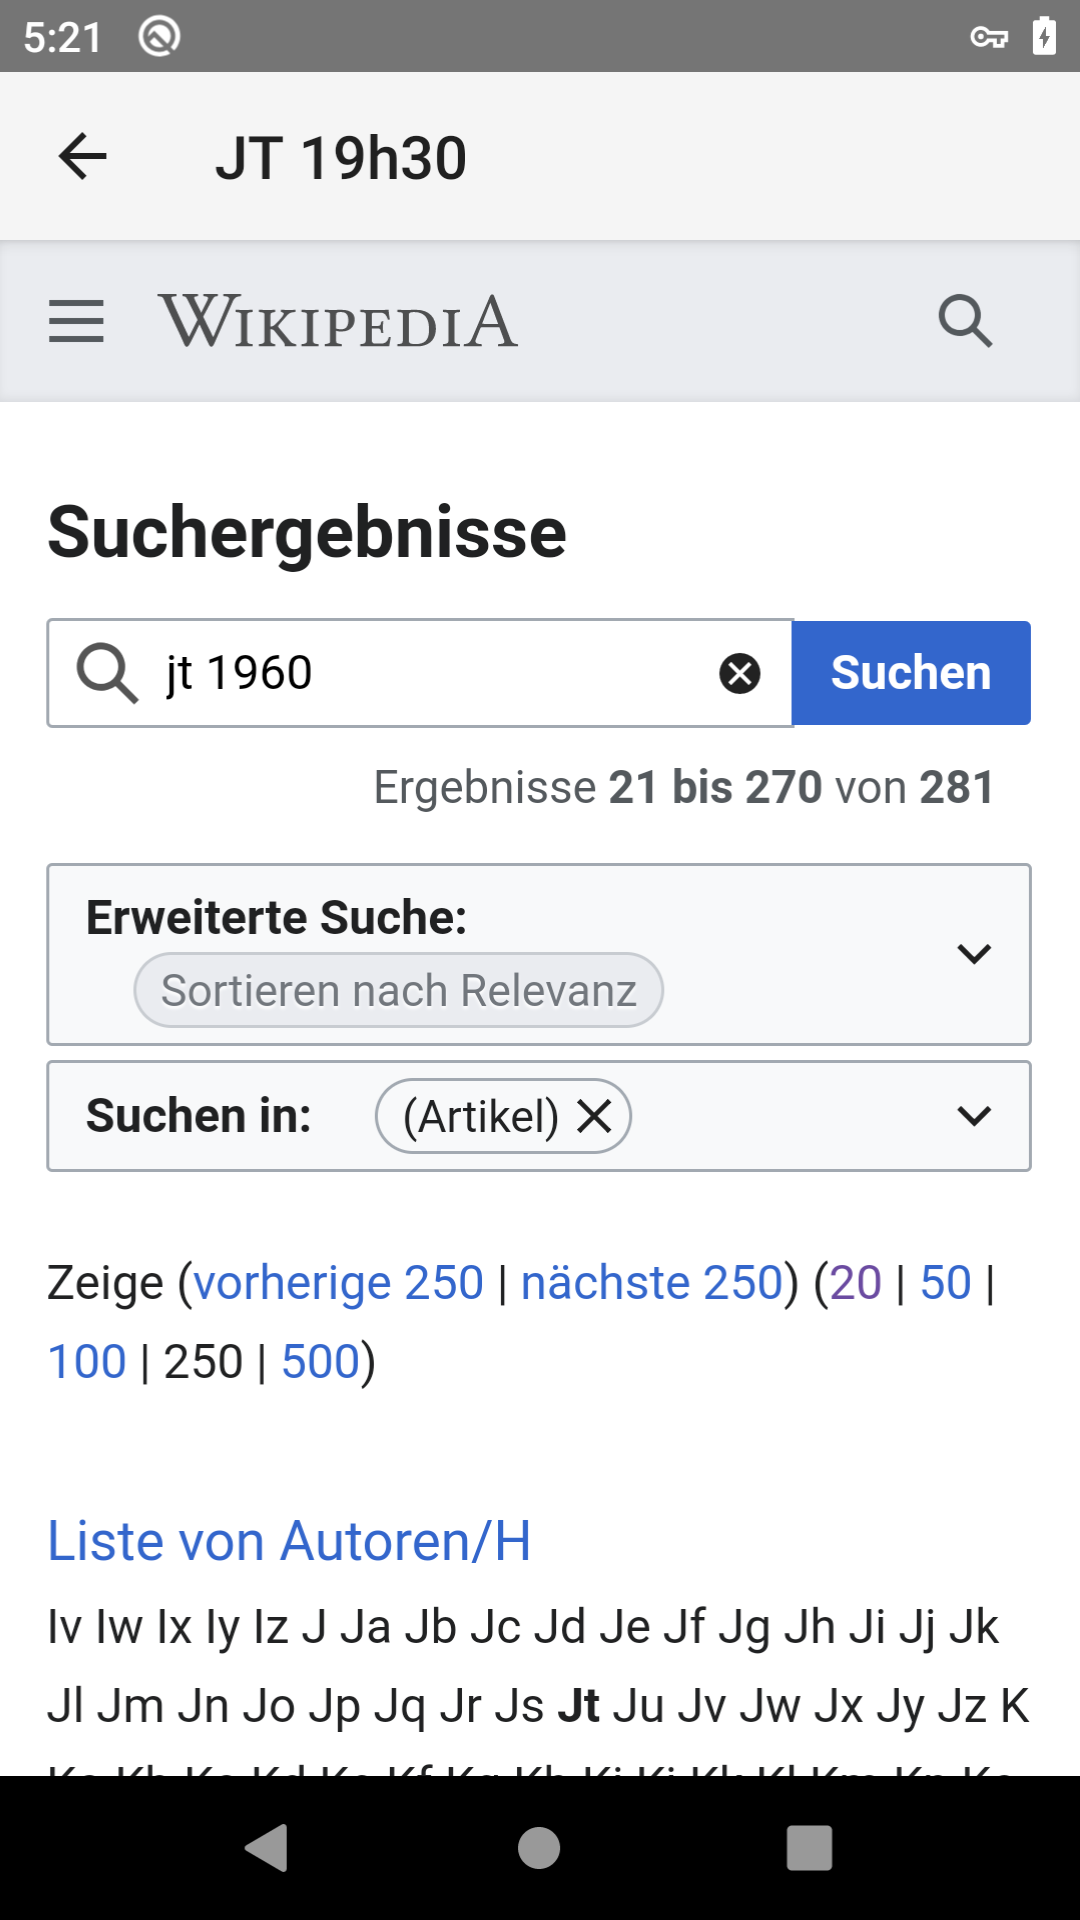 5:21
JT 19h30
WIKIPEDIA
Suchergebnisse
jt 1960
Suchen
Ergebnisse 21 bis 270 von 281
Erweiterte Suche:
Sortieren nach Relevanz
Suchen in: (Artikel)
Zeige (vorherige 250 | nächste 250) (20 | 50 |
100 | 250 | 500)
Liste von Autoren/H
Iv Iw Ix Iy Iz J Ja Jb Jc Jd Je Jf Jg Jh Ji Jj Jk
Jl Jm Jn Jo Jp Jq Jr Js Jt Ju Jv Jw Jx Jy Jz K